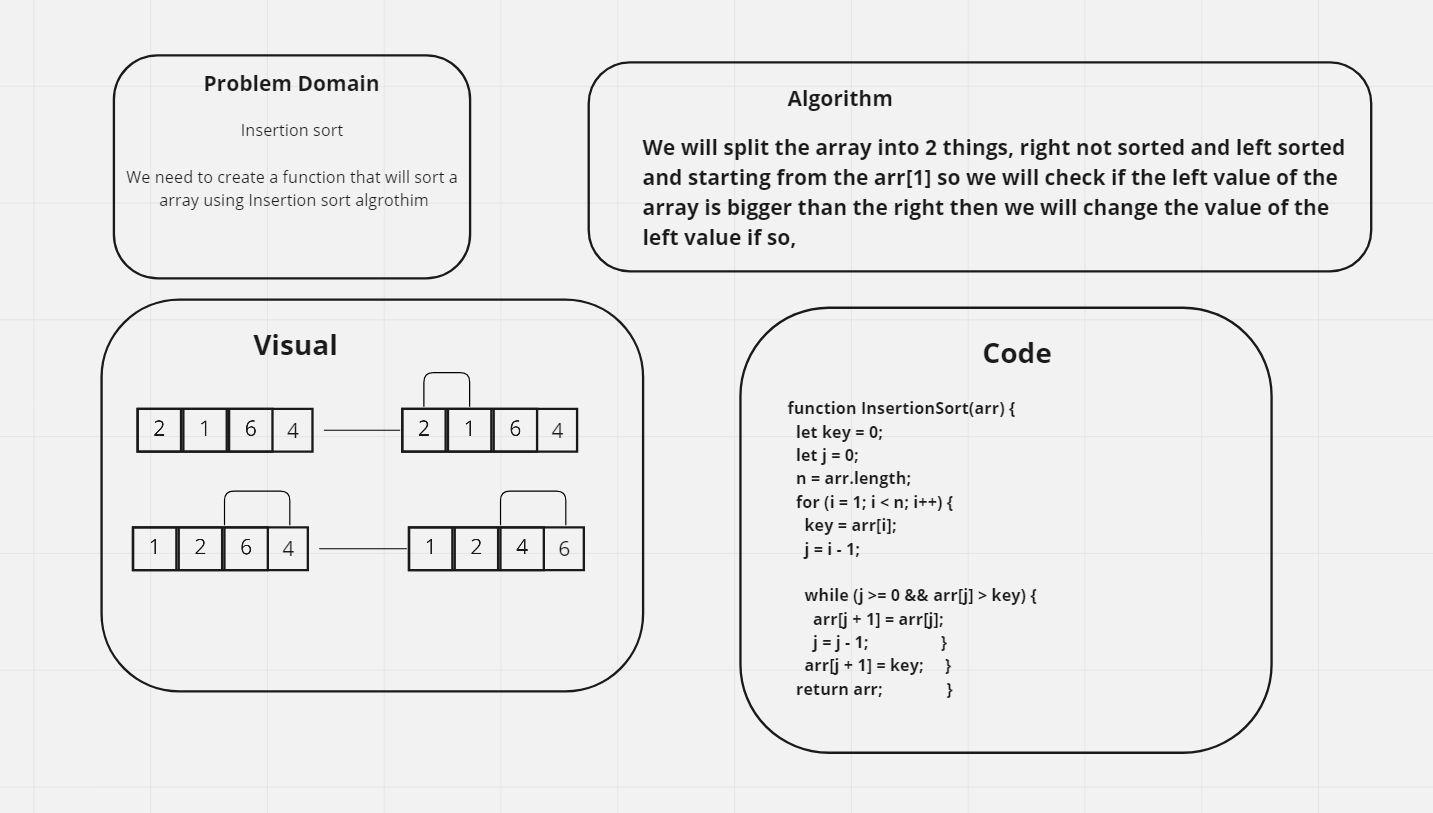 Problem Domain
Insertion sort
We need to create a function that will sort a
array using Insertion sort algrothim
Algorithm
We will split the array into 2 things, right not sorted and left sorted
and starting from the arr[1] so we will check if the left value of the
array is bigger than the right then we will change the value of the
left value if so,
Visual
2 1 6 4
2 1 6 4
1 2 6 4
1 2 4 6
Code
function InsertionSort(arr) {
let key = 0;
let j = 0;
n = arr.length;
for (i = 1; i < n; i++) {
key = arr[i];
j = i - 1;
while (j >= 0 && arr[j] > key) {
arr[j + 1] = arr[j];
j = j - 1; }
arr[j + 1] = key; }
return arr; }